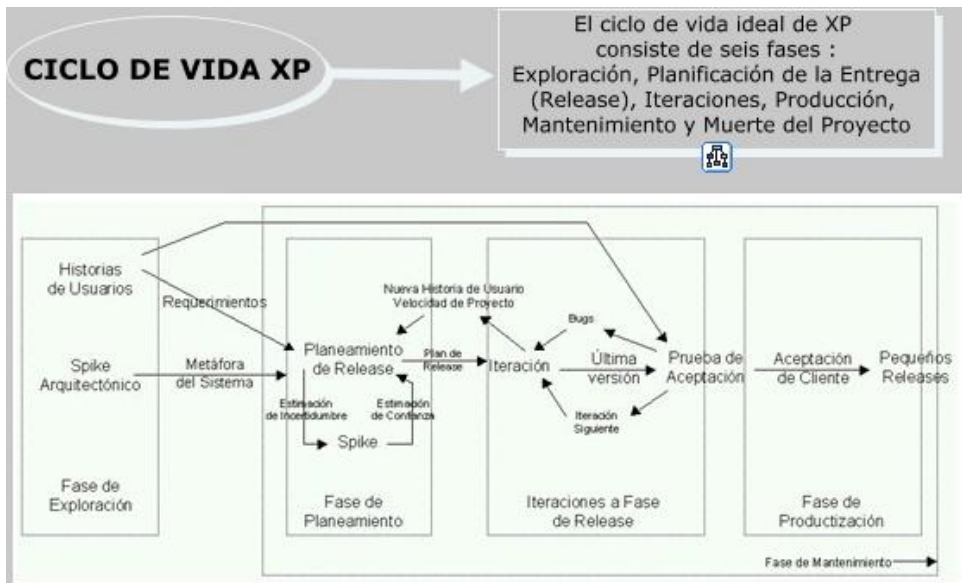 CICLO DE VIDA XP
El ciclo de vida ideal de XP
consiste de seis fases :
Exploración, Planificación de la Entrega
(Release), Iteraciones, Producción,
Mantenimiento y Muerte del Proyecto
Historias
de Usuarios
Requerimientos
Spike
Arquitectónico
Metáfora
del Sistema
Fase de
Exploración
Nueva Historia de Usuario
Velocidad de Proyecto
Planeamiento
de Release
Plan de
Release
Estimación
de Incertidumbre
Estimación
de Confianza
Spike
Fase de
Planeamiento
Bugs
Iteración
Última
versión
Prueba de
Aceptación
Iteración
Siguiente
Iteraciones a Fase
de Release
Aceptación
de Cliente
Pequeños
Releases
Fase de
Productización
Fase de Mantenimiento